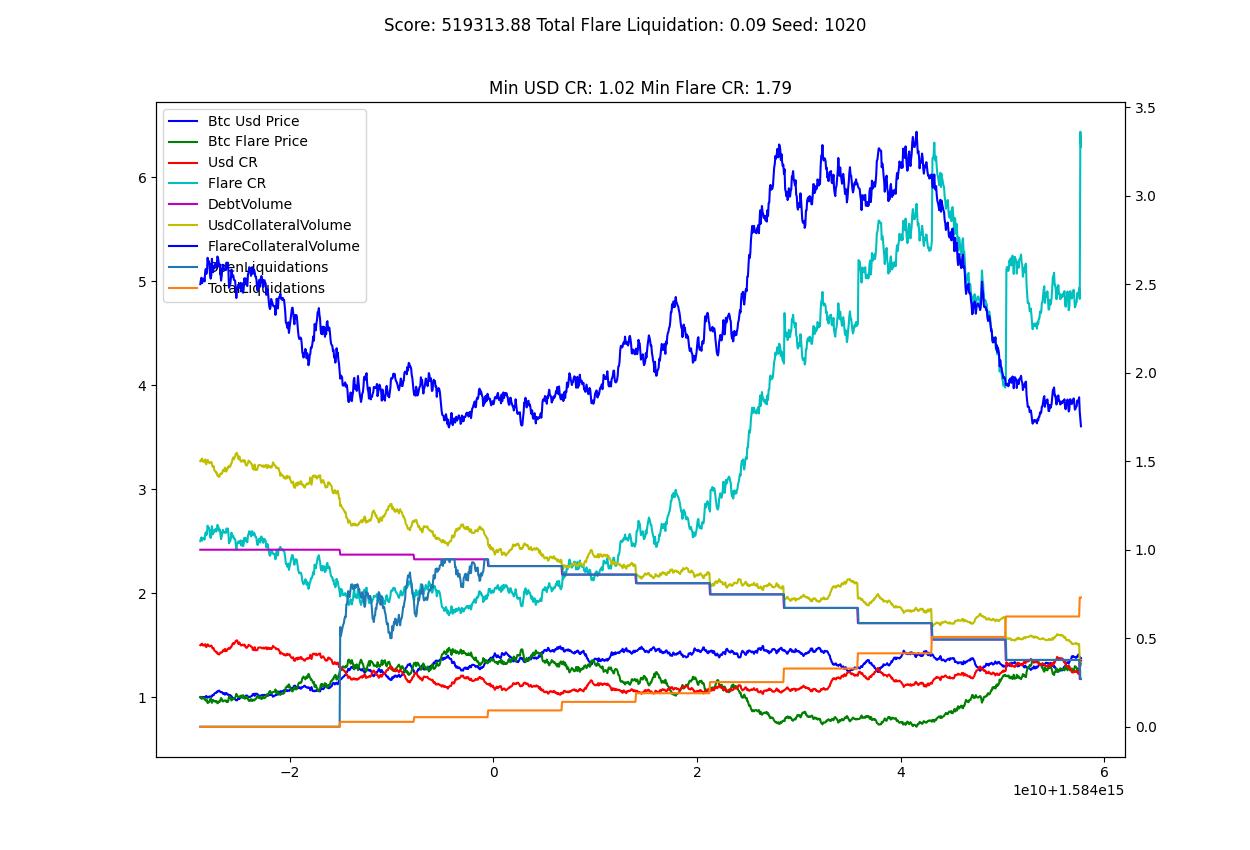 Score: 519313.88 Total Flare Liquidation: 0.09 Seed: 1020
Min USD CR: 1.02 Min Flare CR: 1.79
Btc Usd Price
Btc Flare Price
Usd CR
Flare CR
DebtVolume
UsdCollateralVolume
FlareCollateralVolume
OpenLiquidations
TotalLiquidations
6
5
4
3
2
1
3.5
3.0
2.5
2.0
1.5
1.0
0.5
0.0
−2 0 2 4 6
1e10+1.584e15